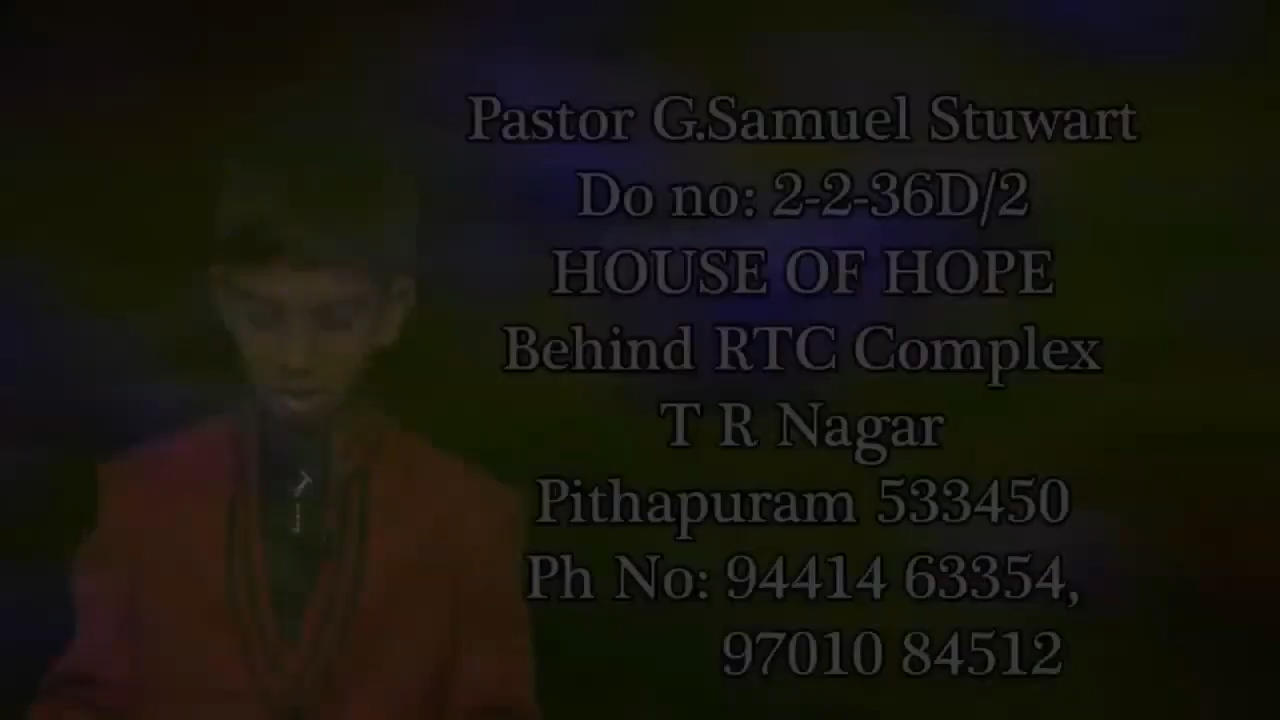 Pastor G.Samuel Stuwart
Do no: 2-2-36D/2
HOUSE OF HOPE
Behind RTC Complex
T R Nagar
Pithapuram 533450
Ph No: 94414 63354,
97010 84512